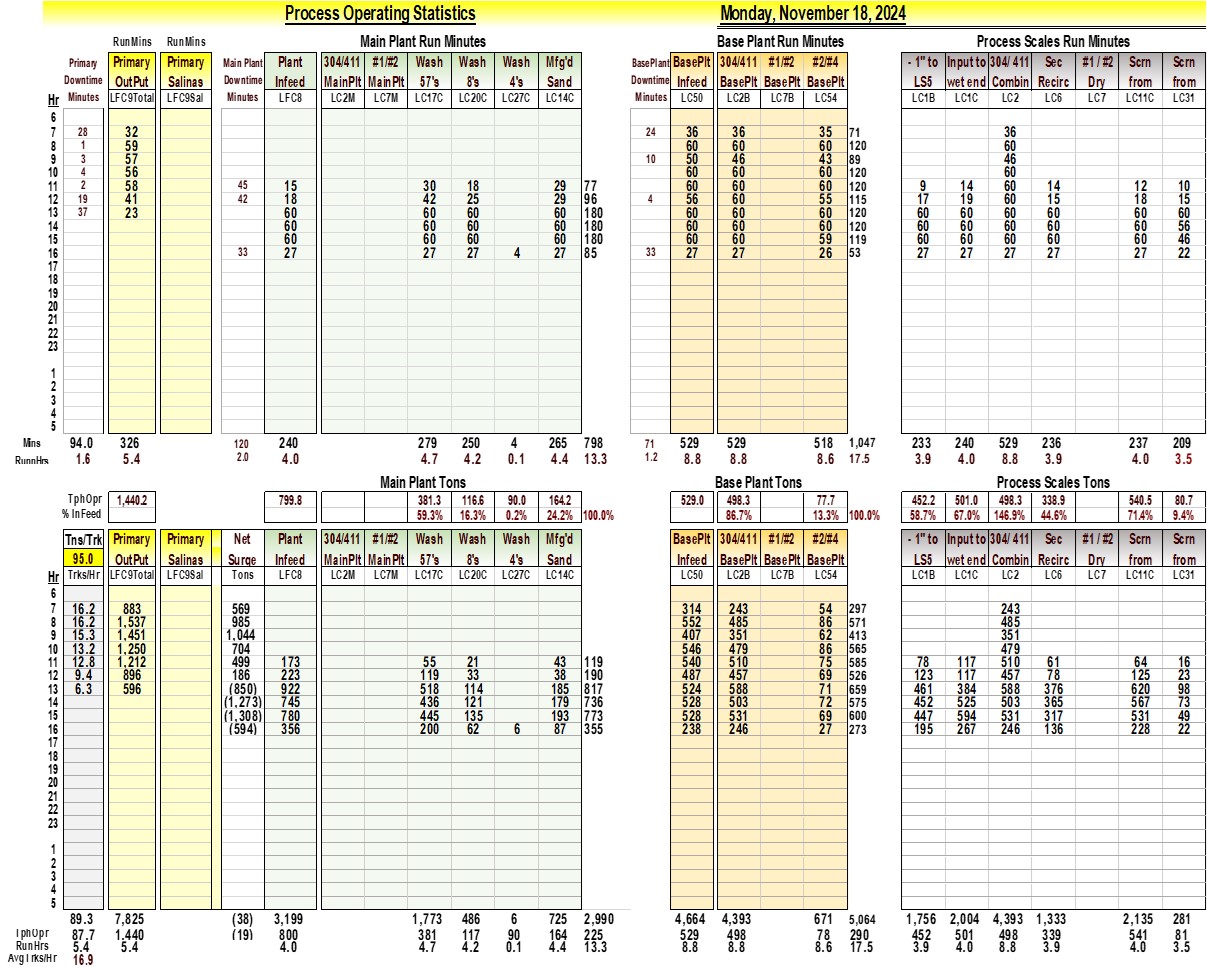 Process Operating Statistics Monday, November 18, 2024
RunMins RunMins Main Plant Run Minutes Base Plant Run Minutes Process Scales Run Minutes
Primary Primary Primary Main Plant Plant 304/411 #1/#2 Wash Wash Wash Mfg'd BasePlant BasePlt 304/411 #1/#2 #2/#4 - 1" to Input to 304/ 411 Sec #1 / #2 Scrn Scrn
Downtime OutPut Salinas Downtime Infeed MainPlt MainPlt 57's 8's 4's Sand Downtime Infeed BasePlt BasePlt BasePlt LS5 wet end Combin Recirc Dry from from
Hr Minutes LFC9Total LFC9Sal Minutes LFC8 LC2M LC7M LC17C LC20C LC27C LC14C Minutes LC50 LC2B LC7B LC54 LC1B LC1C LC2 LC6 LC7 LC11C LC31
6
7 28 32 24 36 36 35 71 36
8 1 59 60 60 60 120 60
9 3 57 10 50 46 43 89 46
10 4 56 60 60 60 120 60
11 2 58 45 15 30 18 29 77 60 60 60 120 9 14 60 14 12 10
12 19 41 42 18 42 25 29 96 4 56 60 55 115 17 19 60 15 18 15
13 37 23 60 60 60 60 180 60 60 60 120 60 60 60 60 60 60
14 60 60 60 60 180 60 60 60 120 60 60 60 60 60 56
15 60 60 60 60 180 60 60 59 119 60 60 60 60 60 46
16 33 27 27 27 4 27 85 33 27 27 26 53 27 27 27 27 27 22
17
18
19
20
21
22
23
1
2
3
4
5
Mins 94.0 326 120 240 279 250 4 265 798 71 529 529 518 1,047 233 240 529 236 237 209
RunnHrs 1.6 5.4 2.0 4.0 4.7 4.2 0.1 4.4 13.3 1.2 8.8 8.8 8.6 17.5 3.9 4.0 8.8 3.9 4.0 3.5
Main Plant Tons Base Plant Tons Process Scales Tons
TphOpr 1,440.2 799.8 381.3 116.6 90.0 164.2 529.0 498.3 77.7 452.2 501.0 498.3 338.9 540.5 80.7
% InFeed 59.3% 16.3% 0.2% 24.2% 100.0% 86.7% 13.3% 100.0% 58.7% 67.0% 146.9% 44.6% 71.4% 9.4%
Tns/Trk Primary Primary Net Plant 304/411 #1/#2 Wash Wash Wash Mfg'd BasePlt 304/411 #1/#2 #2/#4 - 1" to Input to 304/ 411 Sec #1 / #2 Scrn Scrn
95.0 OutPut Salinas Surge Infeed MainPlt MainPlt 57's 8's 4's Sand Infeed BasePlt BasePlt BasePlt LS5 wet end Combin Recirc Dry from from
Hr Trks/Hr LFC9Total LFC9Sal Tons LFC8 LC2M LC7M LC17C LC20C LC27C LC14C LC50 LC2B LC7B LC54 LC1B LC1C LC2 LC6 LC7 LC11C LC31
6
7 16.2 883 569 314 243 54 297 243
8 16.2 1,537 985 552 485 86 571 485
9 15.3 1,451 1,044 407 351 62 413 351
10 13.2 1,250 704 546 479 86 565 479
11 12.8 1,212 499 173 55 21 43 119 540 510 75 585 78 117 510 61 64 16
12 9.4 896 186 223 119 33 38 190 487 457 69 526 123 117 457 78 125 23
13 6.3 596 (850) 922 518 114 185 817 524 588 71 659 461 384 588 376 620 98
14 (1,273) 745 436 121 179 736 528 503 72 575 452 525 503 365 567 73
15 (1,308) 780 445 135 193 773 528 531 69 600 447 594 531 317 531 49
16 (594) 356 200 62 6 87 355 238 246 27 273 195 267 246 136 228 22
17
18
19
20
21
22
23
1
2
3
4
5
89.3 7,825 (38) 3,199 1,773 486 6 725 2,990 4,664 4,393 671 5,064 1,756 2,004 4,393 1,333 2,135 281
TphOpr 87.7 1,440 (19) 800 381 117 90 164 225 529 498 78 290 452 501 498 339 541 81
RunHrs 5.4 5.4 4.0 4.7 4.2 0.1 4.4 13.3 8.8 8.8 8.6 17.5 3.9 4.0 8.8 3.9 4.0 3.5
AvgTrks/Hr 16.9